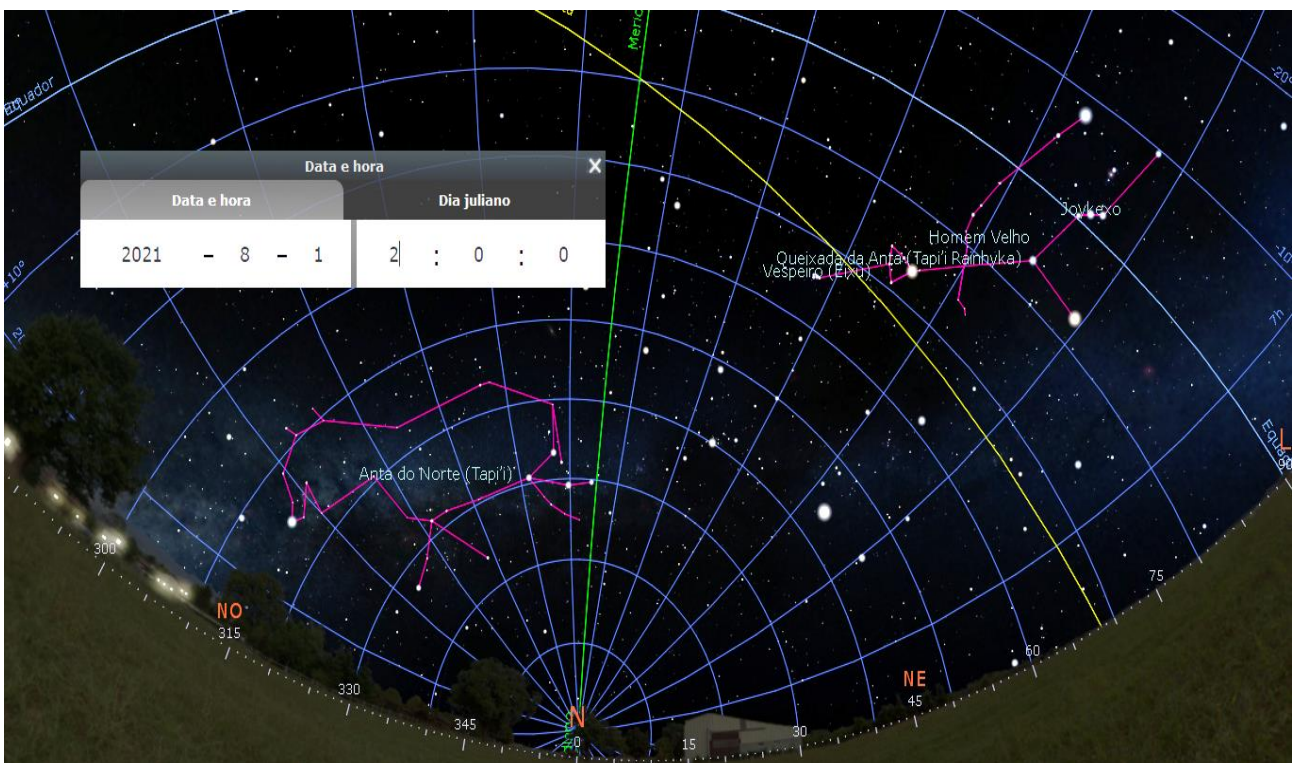 Equador
Meric
-20°
Data e hora
Data e hora
Dia juliano
2021 – 8 – 1 2 : 0 : 0
Joykexo
Homem Velho
Queixada da Anta (Tapi'i Rainhyka)
Vespeiro (Eixu)
-10
+10°
7h
Equad
L
90
Anta do Norte (Tapi'i)
300
75
NO
315
60
NE
45
330
345
N
0
15
30